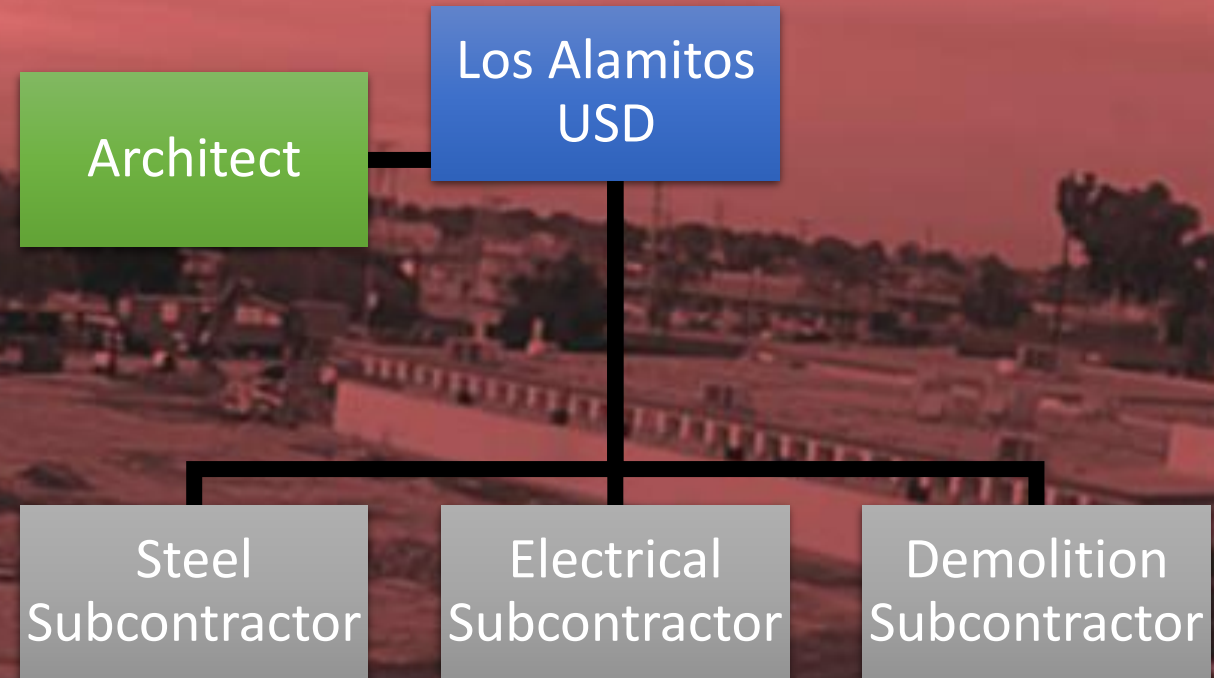 Los Alamitos
USD
Architect
Steel
Subcontractor
Electrical
Subcontractor
Demolition
Subcontractor